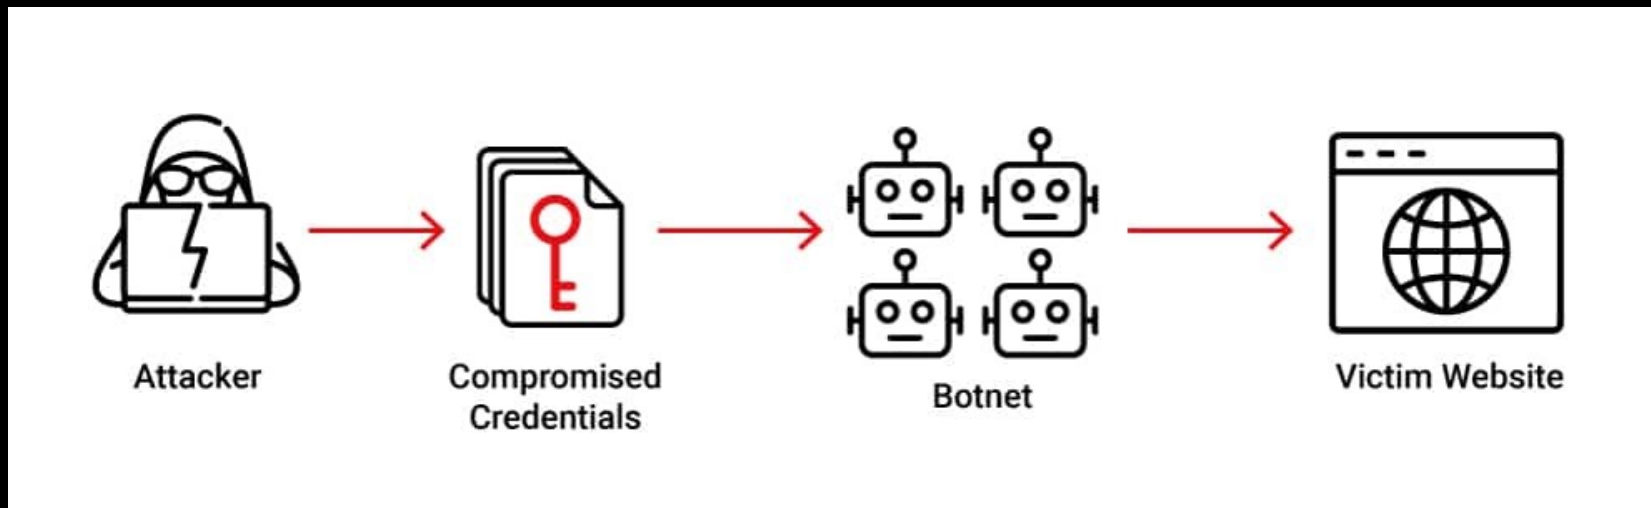 Attacker
Compromised
Credentials
Botnet
Victim Website